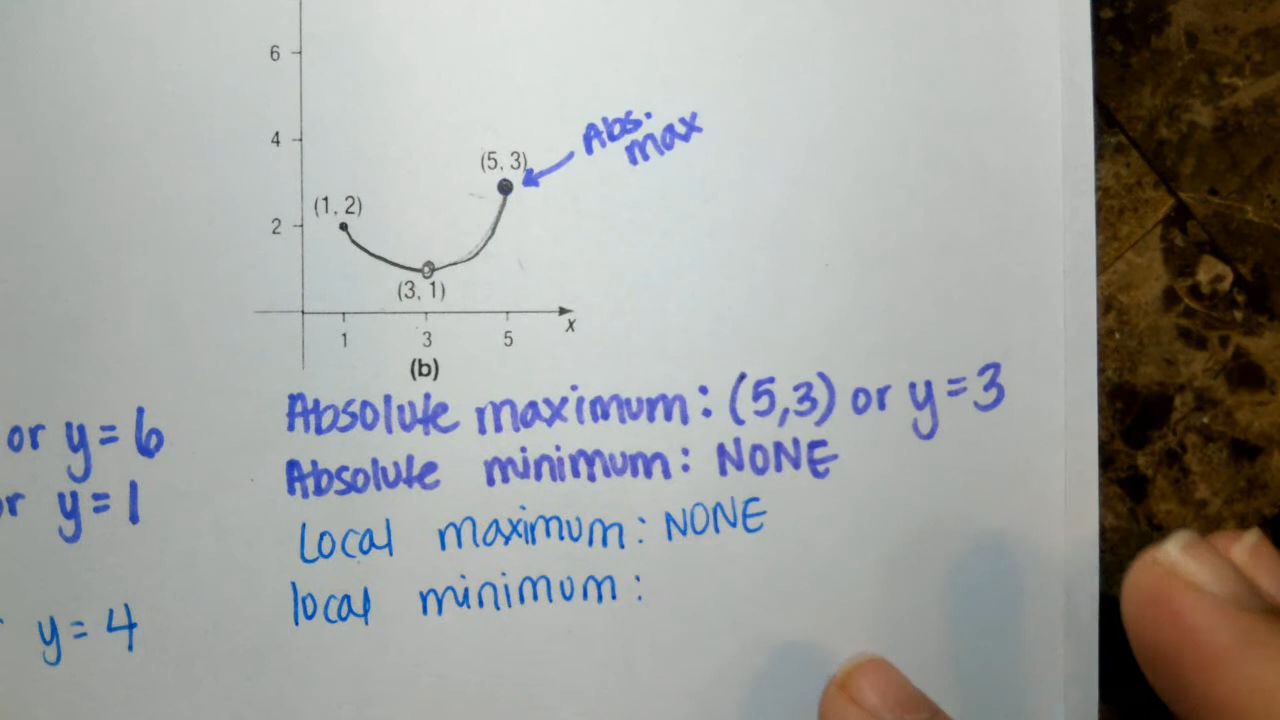 6
4
Abs.
max
(5, 3)
(1, 2)
2
(3, 1)
1 3 5 x
(b)
Absolute maximum: (5,3) or y=3
or y=6
Absolute minimum: NONE
or y=1
Local maximum: NONE
local minimum:
y=4